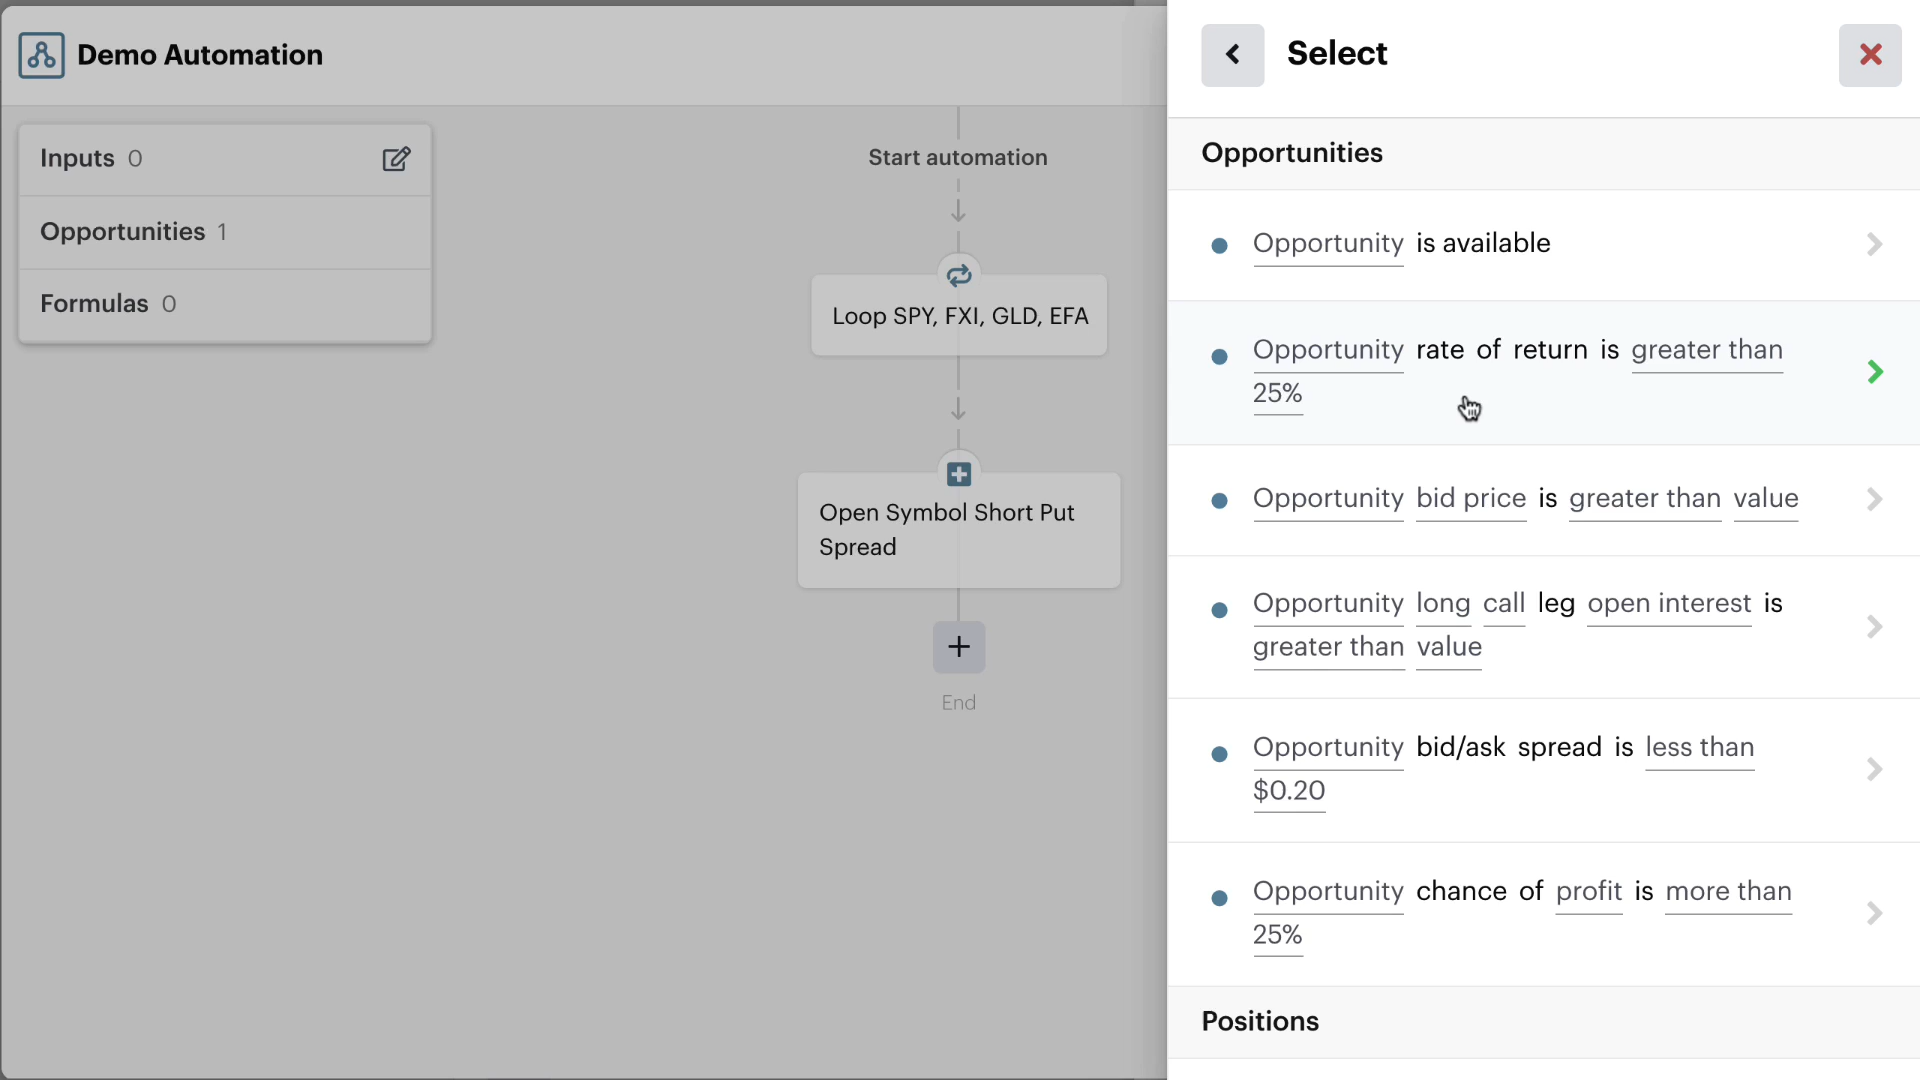 Demo Automation
Inputs 0
Opportunities 1
Formulas 0
Start automation
Loop SPY, FXI, GLD, EFA
Open Symbol Short Put
Spread
End
Select
Opportunities
Opportunity is available
Opportunity rate of return is greater than
25%
Opportunity bid price is greater than value
Opportunity long call leg open interest is
greater than value
Opportunity bid/ask spread is less than
$0.20
Opportunity chance of profit is more than
25%
Positions